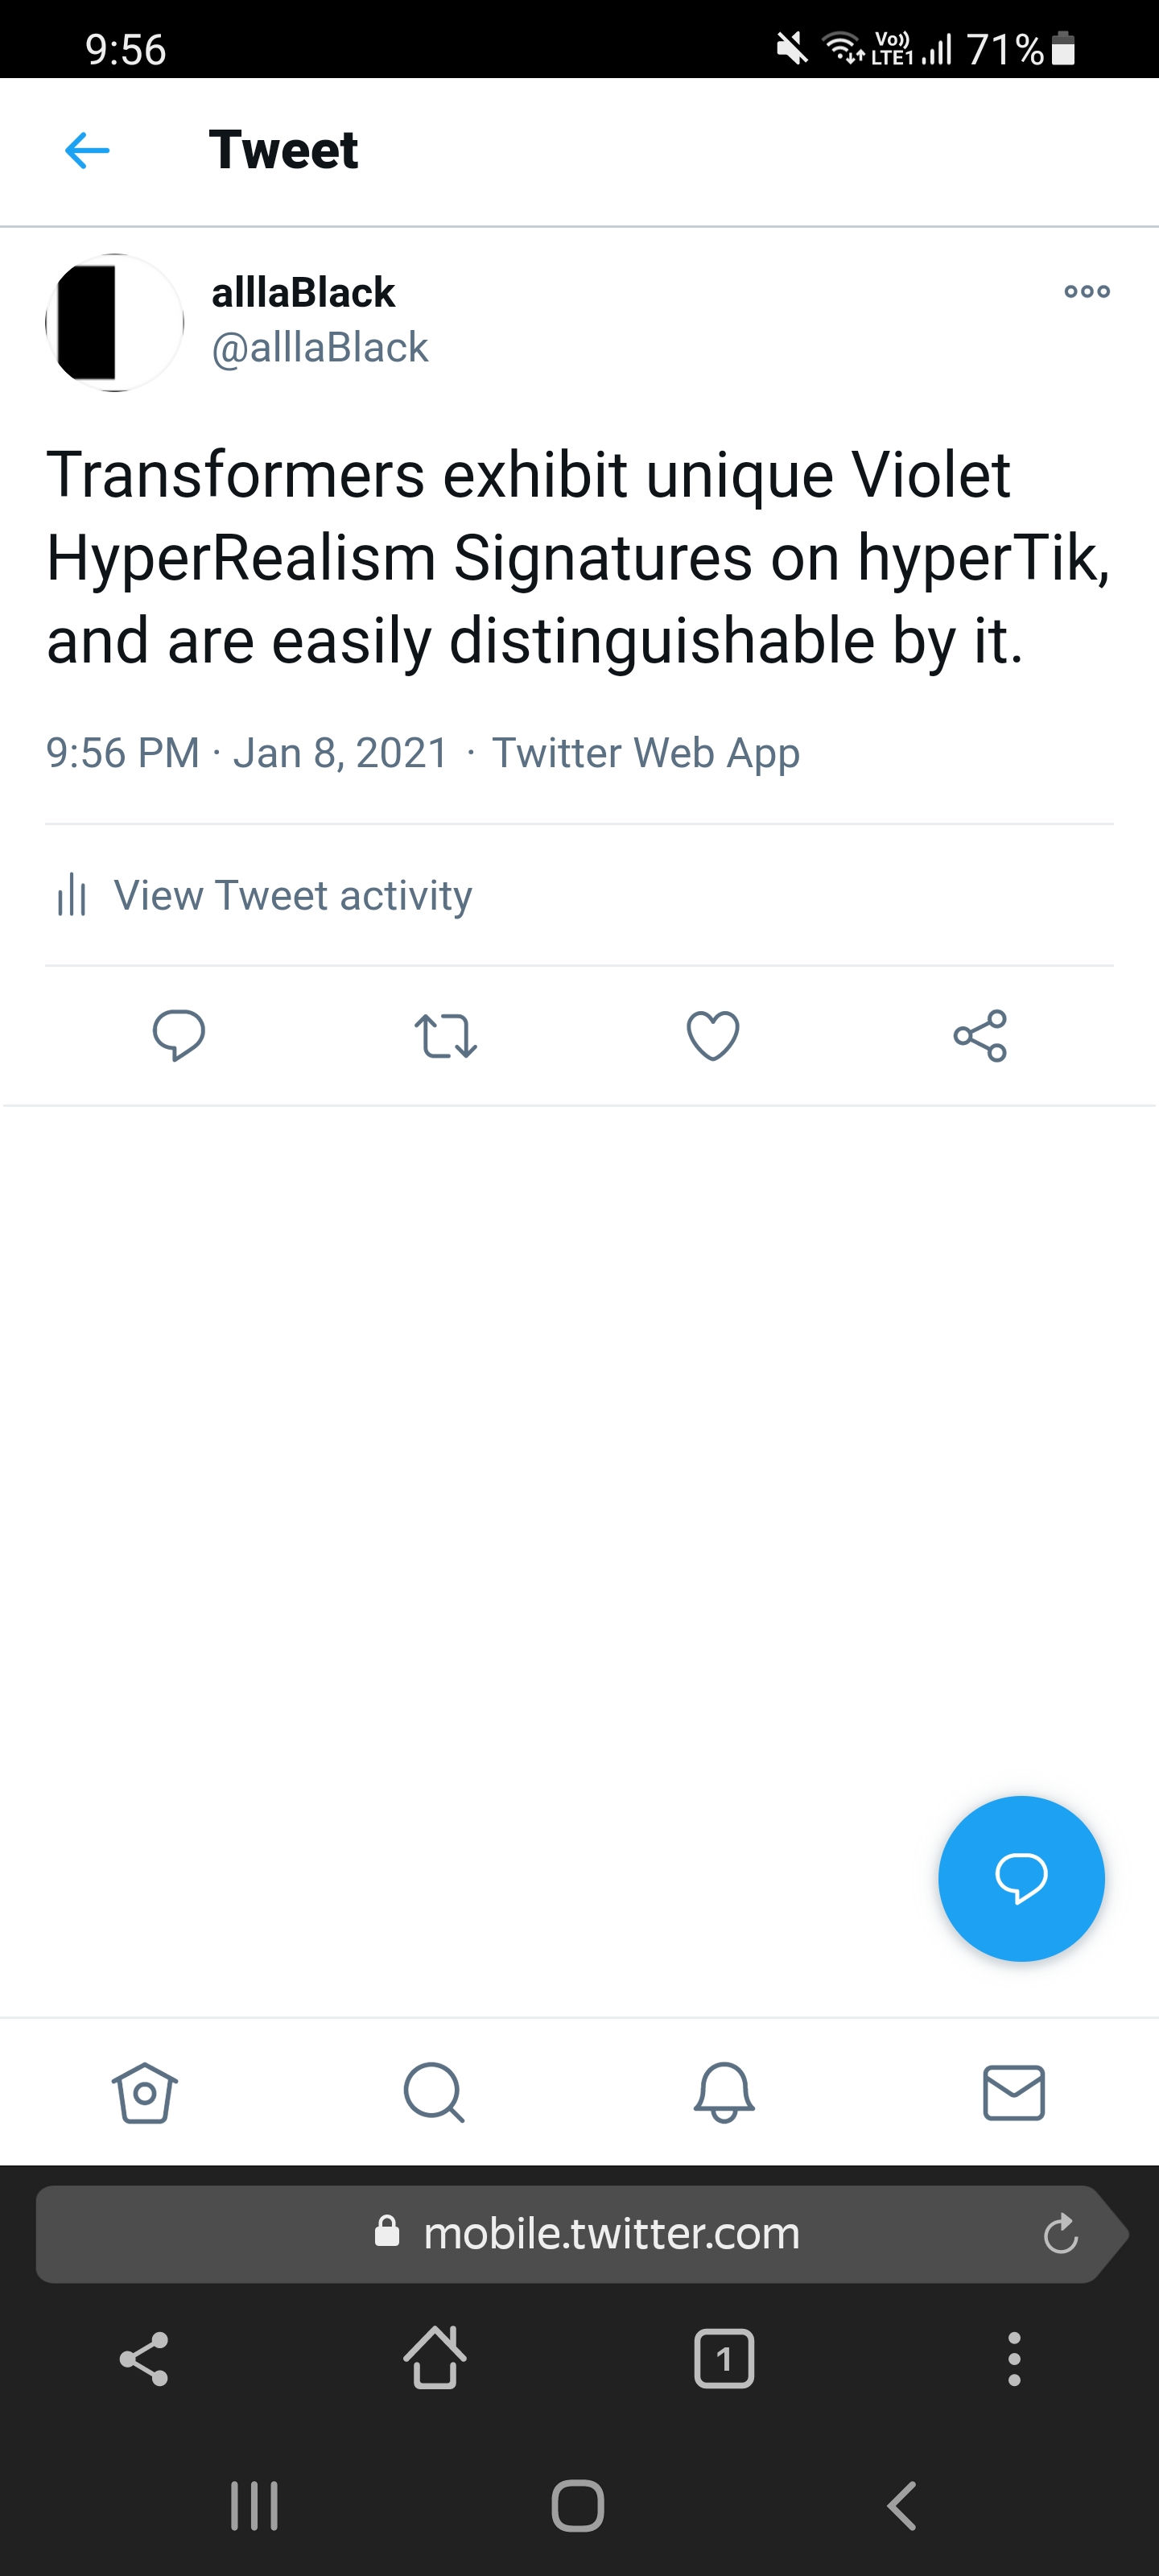 9:56 Vo)) LTE1 71%
Tweet
alllaBlack
@alllaBlack
Transformers exhibit unique Violet
HyperRealism Signatures on hyperTik,
and are easily distinguishable by it.
9:56 PM · Jan 8, 2021 · Twitter Web App
View Tweet activity
mobile.twitter.com
1